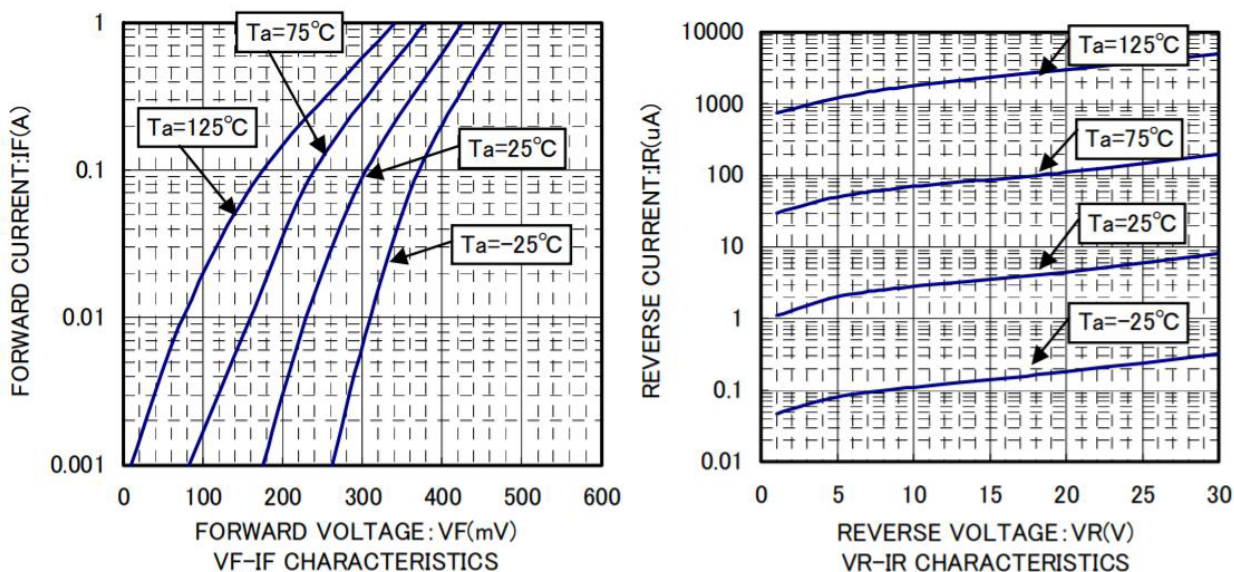 FORWARD CURRENT:IF(A)
1
0.1
0.01
0.001
Ta=75℃
Ta=125℃
Ta=25℃
Ta=-25℃
0 100 200 300 400 500 600
FORWARD VOLTAGE:VF(mV)
VF-IF CHARACTERISTICS
REVERSE CURRENT:IR(uA)
10000
1000
100
10
1
0.1
0.01
Ta=125℃
Ta=75℃
Ta=25℃
Ta=-25℃
0 5 10 15 20 25 30
REVERSE VOLTAGE:VR(V)
VR-IR CHARACTERISTICS